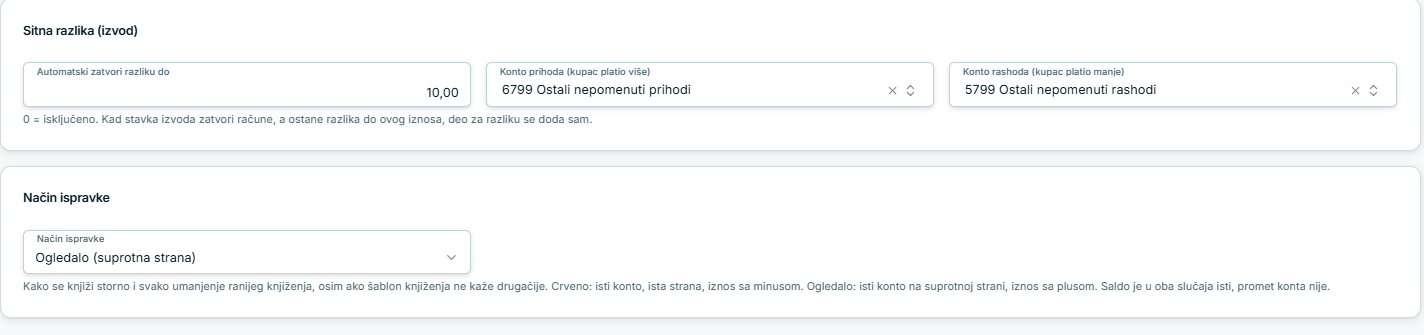 Sitna razlika (izvod)
Automatski zatvori razliku do
10,00
Konto prihoda (kupac platio više)
6799 Ostali nepomenuti prihodi
Konto rashoda (kupac platio manje)
5799 Ostali nepomenuti rashodi
0 = isključeno. Kad stavka izvoda zatvori račune, a ostane razlika do ovog iznosa, deo za razliku se doda sam.
Način ispravke
Način ispravke
Ogledalo (suprotna strana)
Kako se knjiži storno i svako umanjenje ranijeg knjiženja, osim ako šablon knjiženja ne kaže drugačije. Crveno: isti konto, ista strana, iznos sa minusom. Ogledalo: isti konto na suprotnoj strani, iznos sa plusom. Saldo je u oba slučaja isti, promet konta nije.